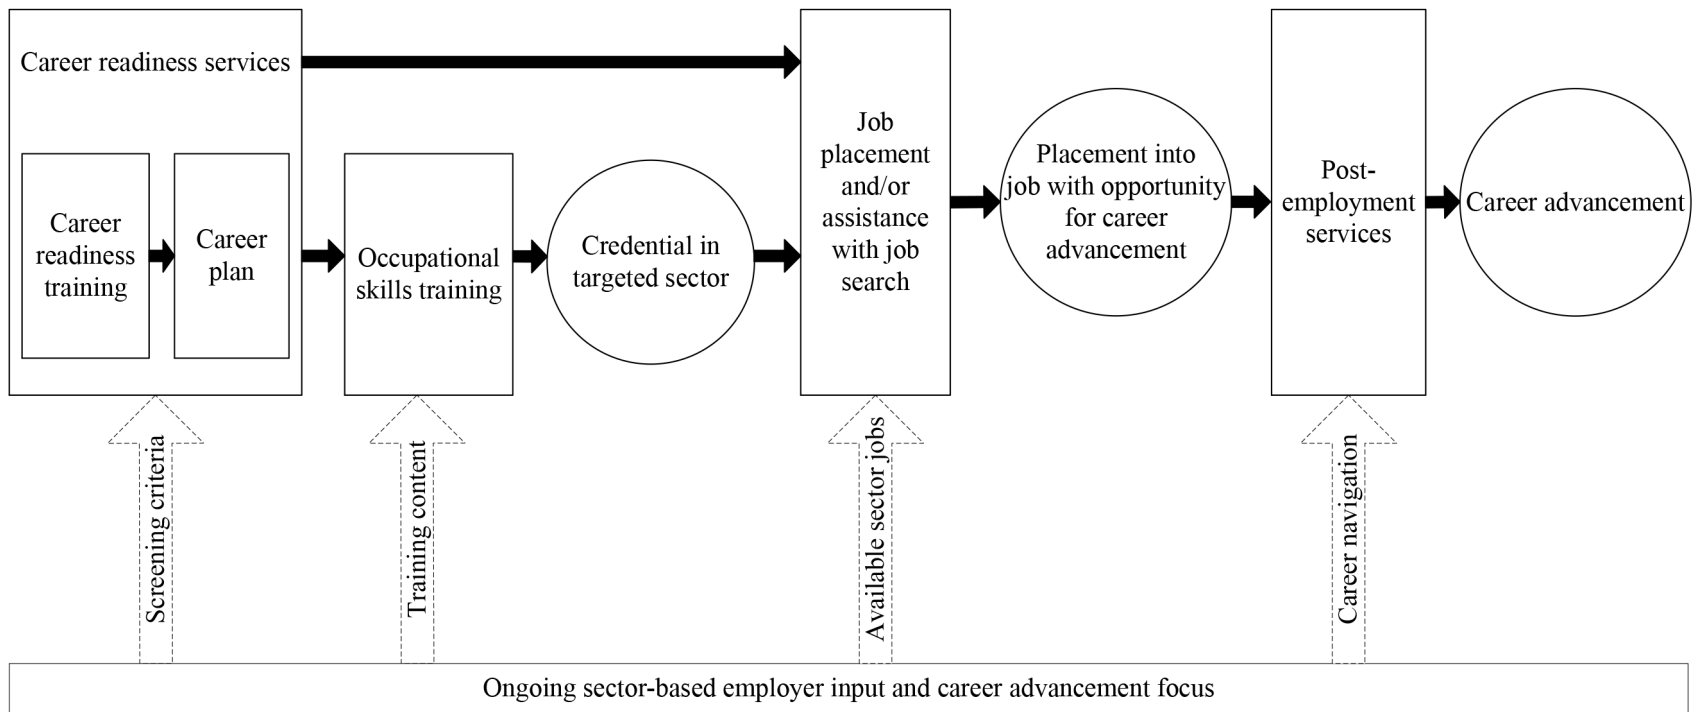 Career readiness services
Career
readiness
training
Career
plan
Occupational
skills training
Credential in
targeted sector
Job
placement
and/or
assistance
with job
search
Placement into
job with opportunity
for career
advancement
Post-
employment
services
Career advancement
Screening criteria
Training content
Available sector jobs
Career navigation
Ongoing sector-based employer input and career advancement focus